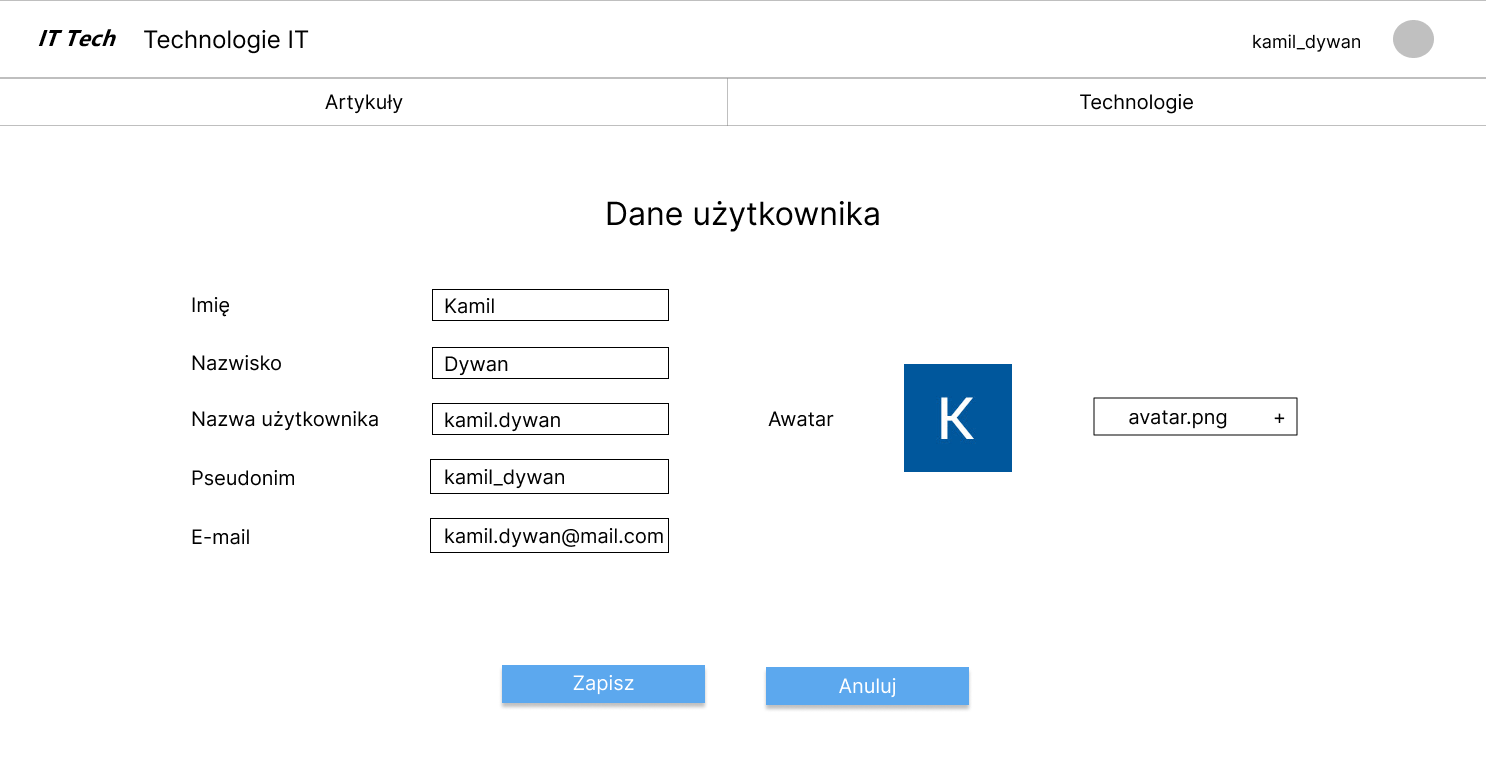 IT Tech Technologie IT kamil_dywan
Artykuły Technologie
Dane użytkownika
Imię Kamil
Nazwisko Dywan
Nazwa użytkownika kamil.dywan
Pseudonim kamil_dywan
E-mail kamil.dywan@mail.com
Awatar K avatar.png +
Zapisz Anuluj